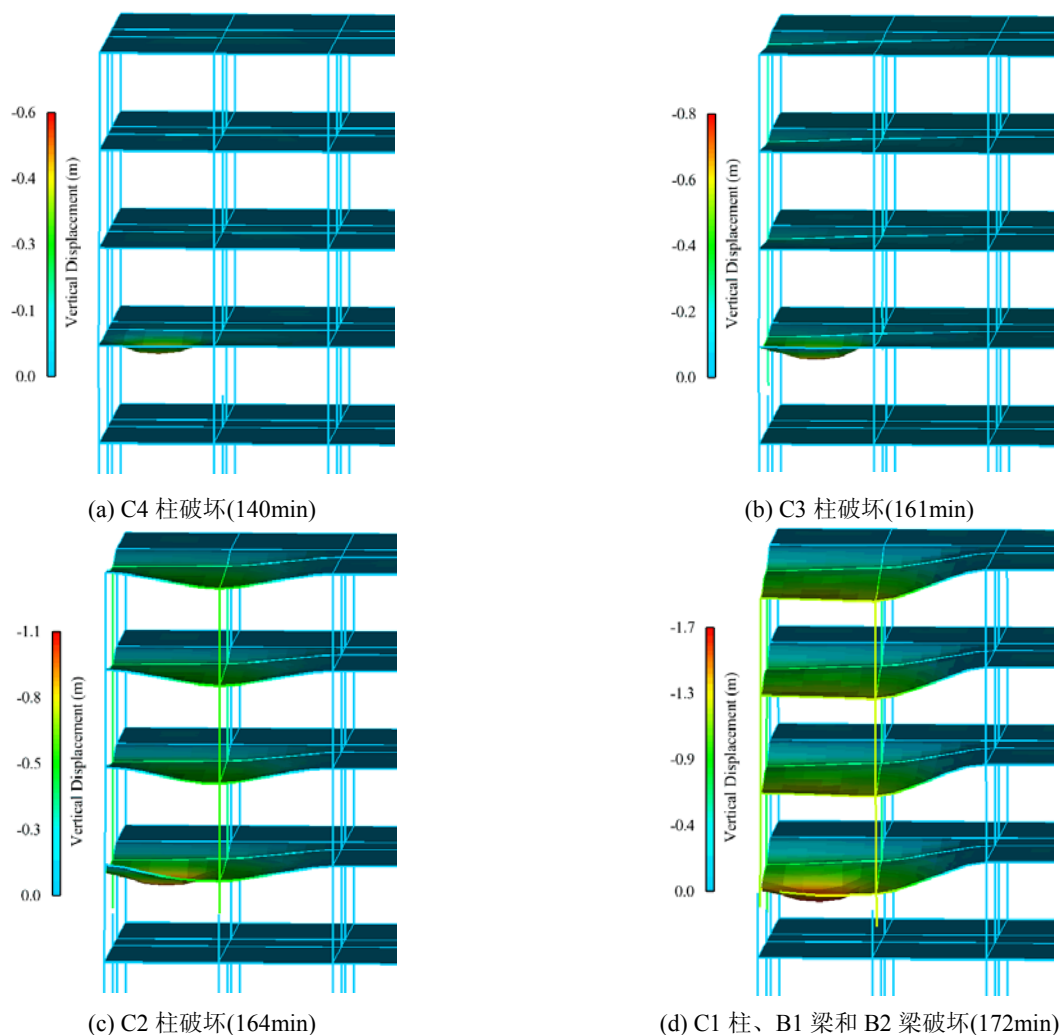 -0.6
-0.4
-0.3
-0.1
0.0
Vertical Displacement (m)
(a) C4 柱破坏(140min)
-0.8
-0.6
-0.4
-0.2
0.0
Vertical Displacement (m)
(b) C3 柱破坏(161min)
-1.1
-0.8
-0.5
-0.3
0.0
Vertical Displacement (m)
(c) C2 柱破坏(164min)
-1.7
-1.3
-0.9
-0.4
0.0
Vertical Displacement (m)
(d) C1 柱、B1 梁和 B2 梁破坏(172min)